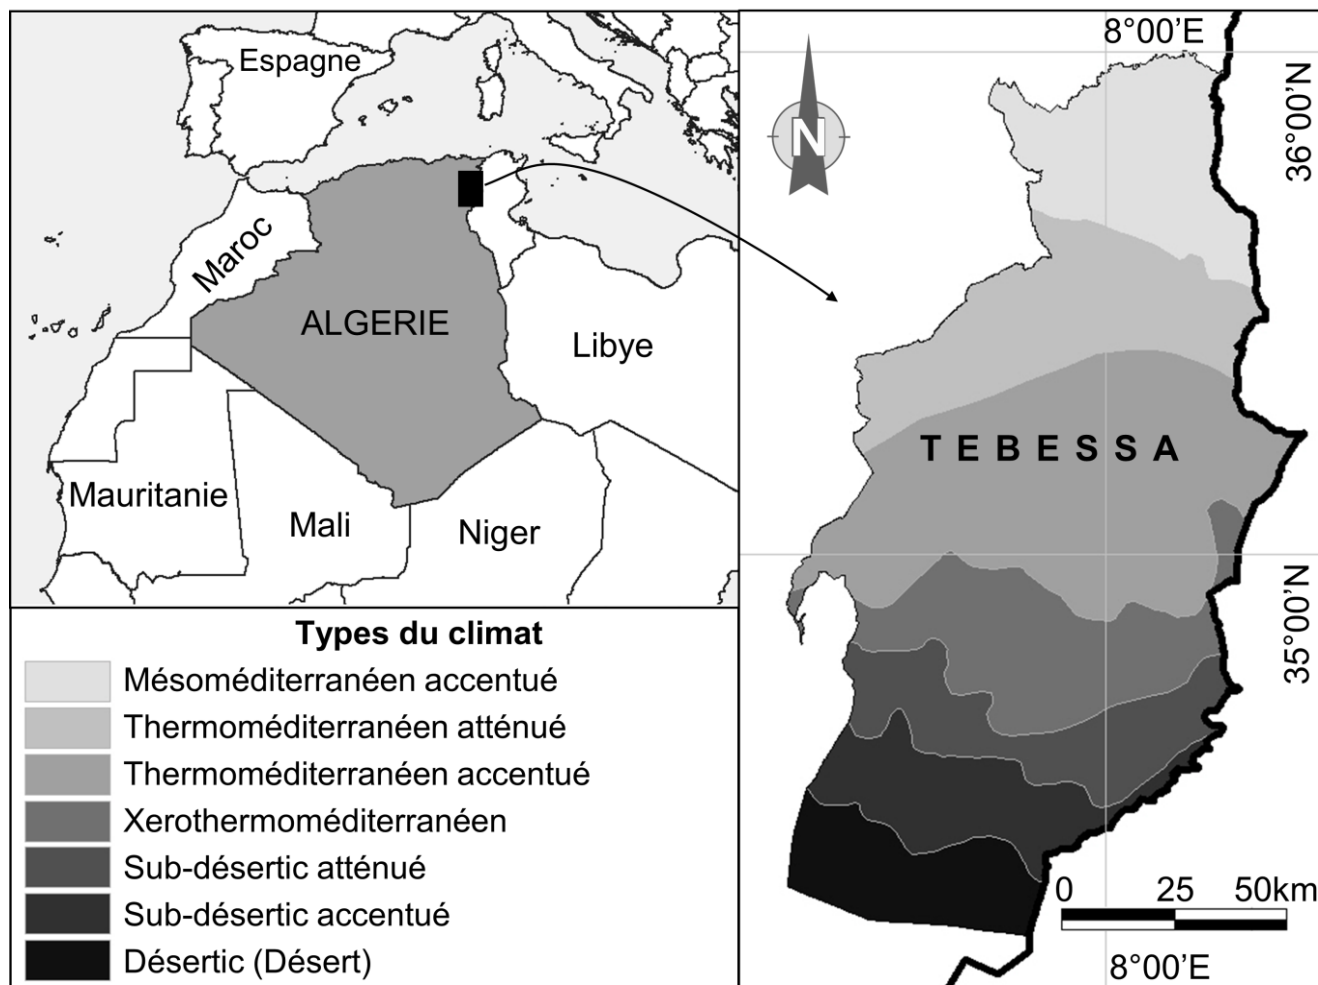 Espagne
Maroc
ALGERIE
Libye
Mauritanie
Mali
Niger
Types du climat
Mésoméditerranéen accentué
Thermoméditerranéen atténué
Thermoméditerranéen accentué
Xerothermoméditerranéen
Sub-désertic atténué
Sub-désertic accentué
Désertic (Désert)
8°00’E
N
36°00’N
TEBESSA
35°00’N
0 25 50km
8°00’E